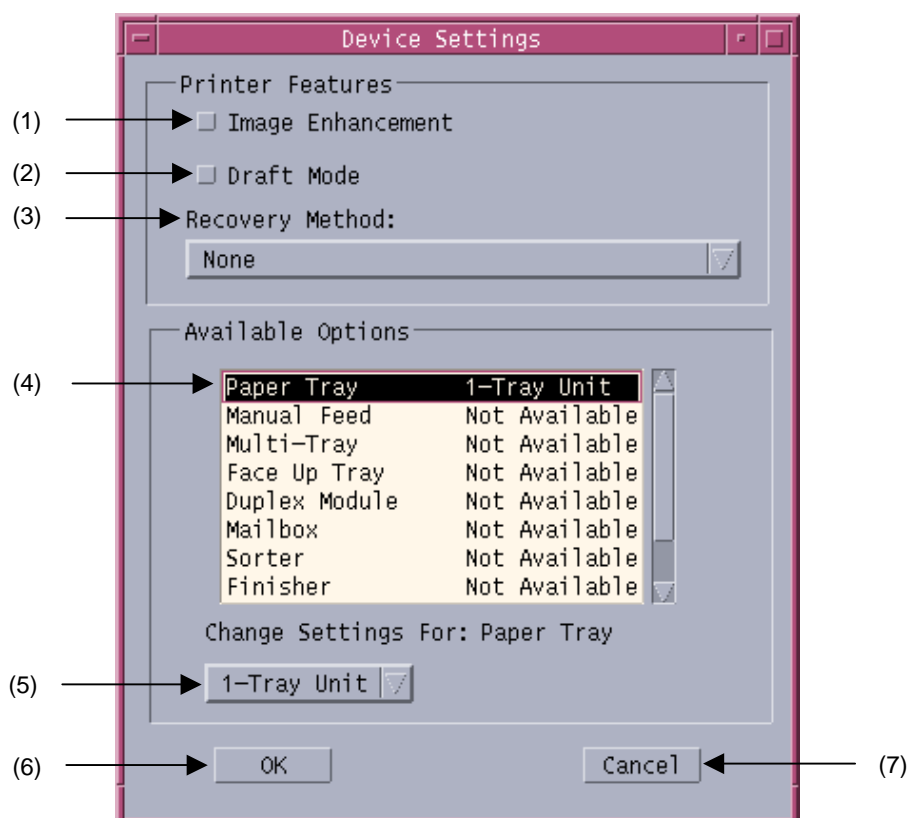 Device Settings
Printer Features
(1) Image Enhancement
(2) Draft Mode
(3) Recovery Method:
None
Available Options
(4) Paper Tray 1-Tray Unit
Manual Feed Not Available
Multi-Tray Not Available
Face Up Tray Not Available
Duplex Module Not Available
Mailbox Not Available
Sorter Not Available
Finisher Not Available
Change Settings For: Paper Tray
(5) 1-Tray Unit
(6) OK Cancel (7)